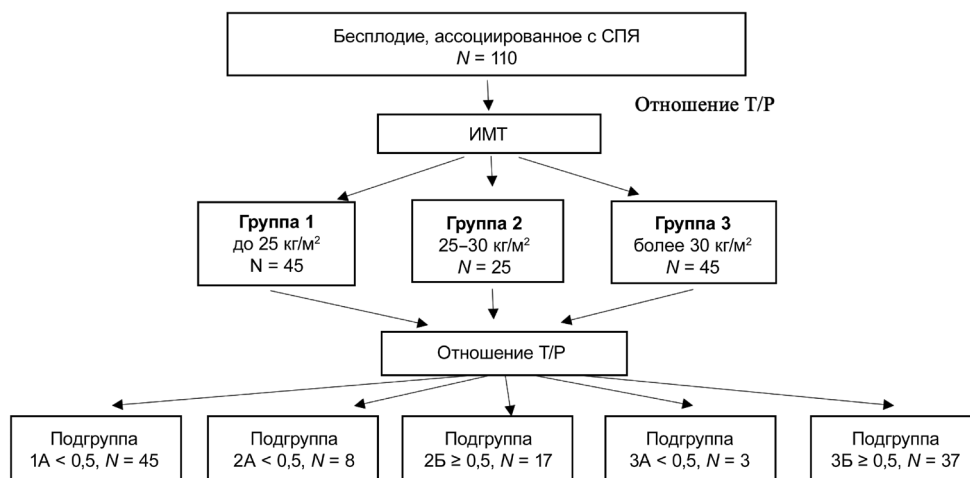 Бесплодие, ассоциированное с СПЯ
N = 110
Отношение Т/Р
ИМТ
Группа 1
до 25 кг/м²
N = 45
Группа 2
25–30 кг/м²
N = 25
Группа 3
более 30 кг/м²
N = 45
Отношение Т/Р
Подгруппа
1А < 0,5, N = 45
Подгруппа
2А < 0,5, N = 8
Подгруппа
2Б ≥ 0,5, N = 17
Подгруппа
3А < 0,5, N = 3
Подгруппа
3Б ≥ 0,5, N = 37